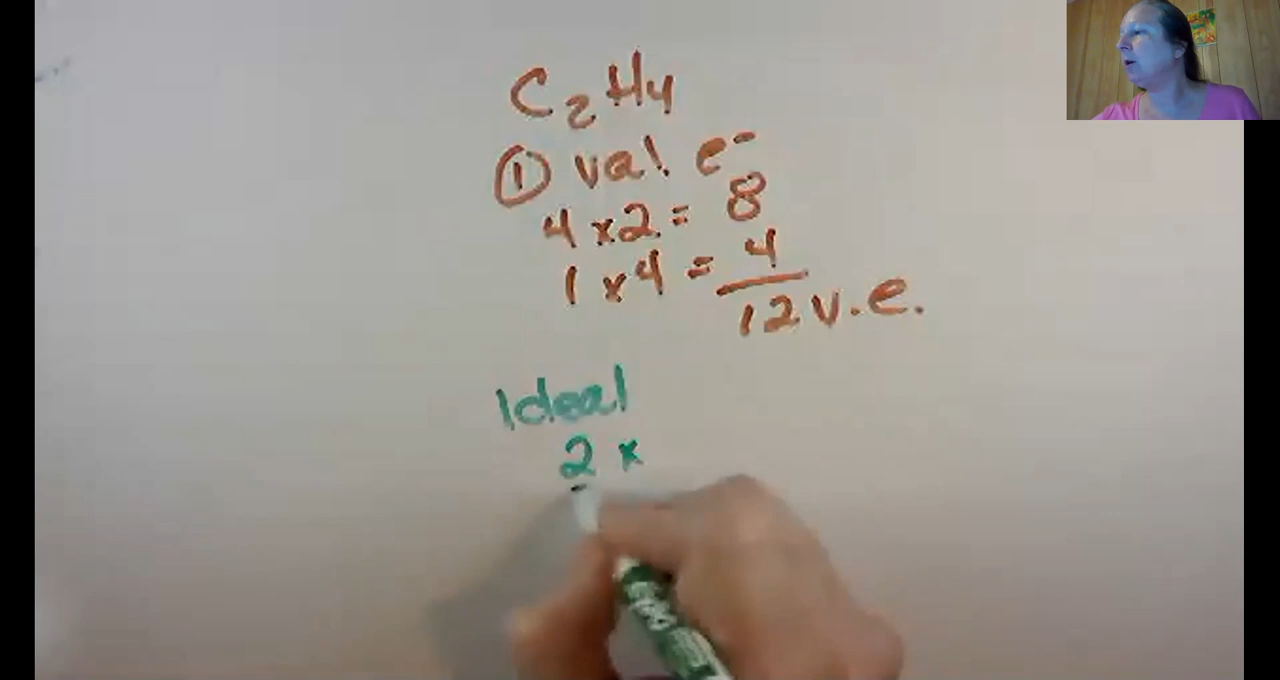 C₂H₄
① val e⁻
4 x 2 = 8
1 x 4 = 4
12 v.e.
Ideal
2 x